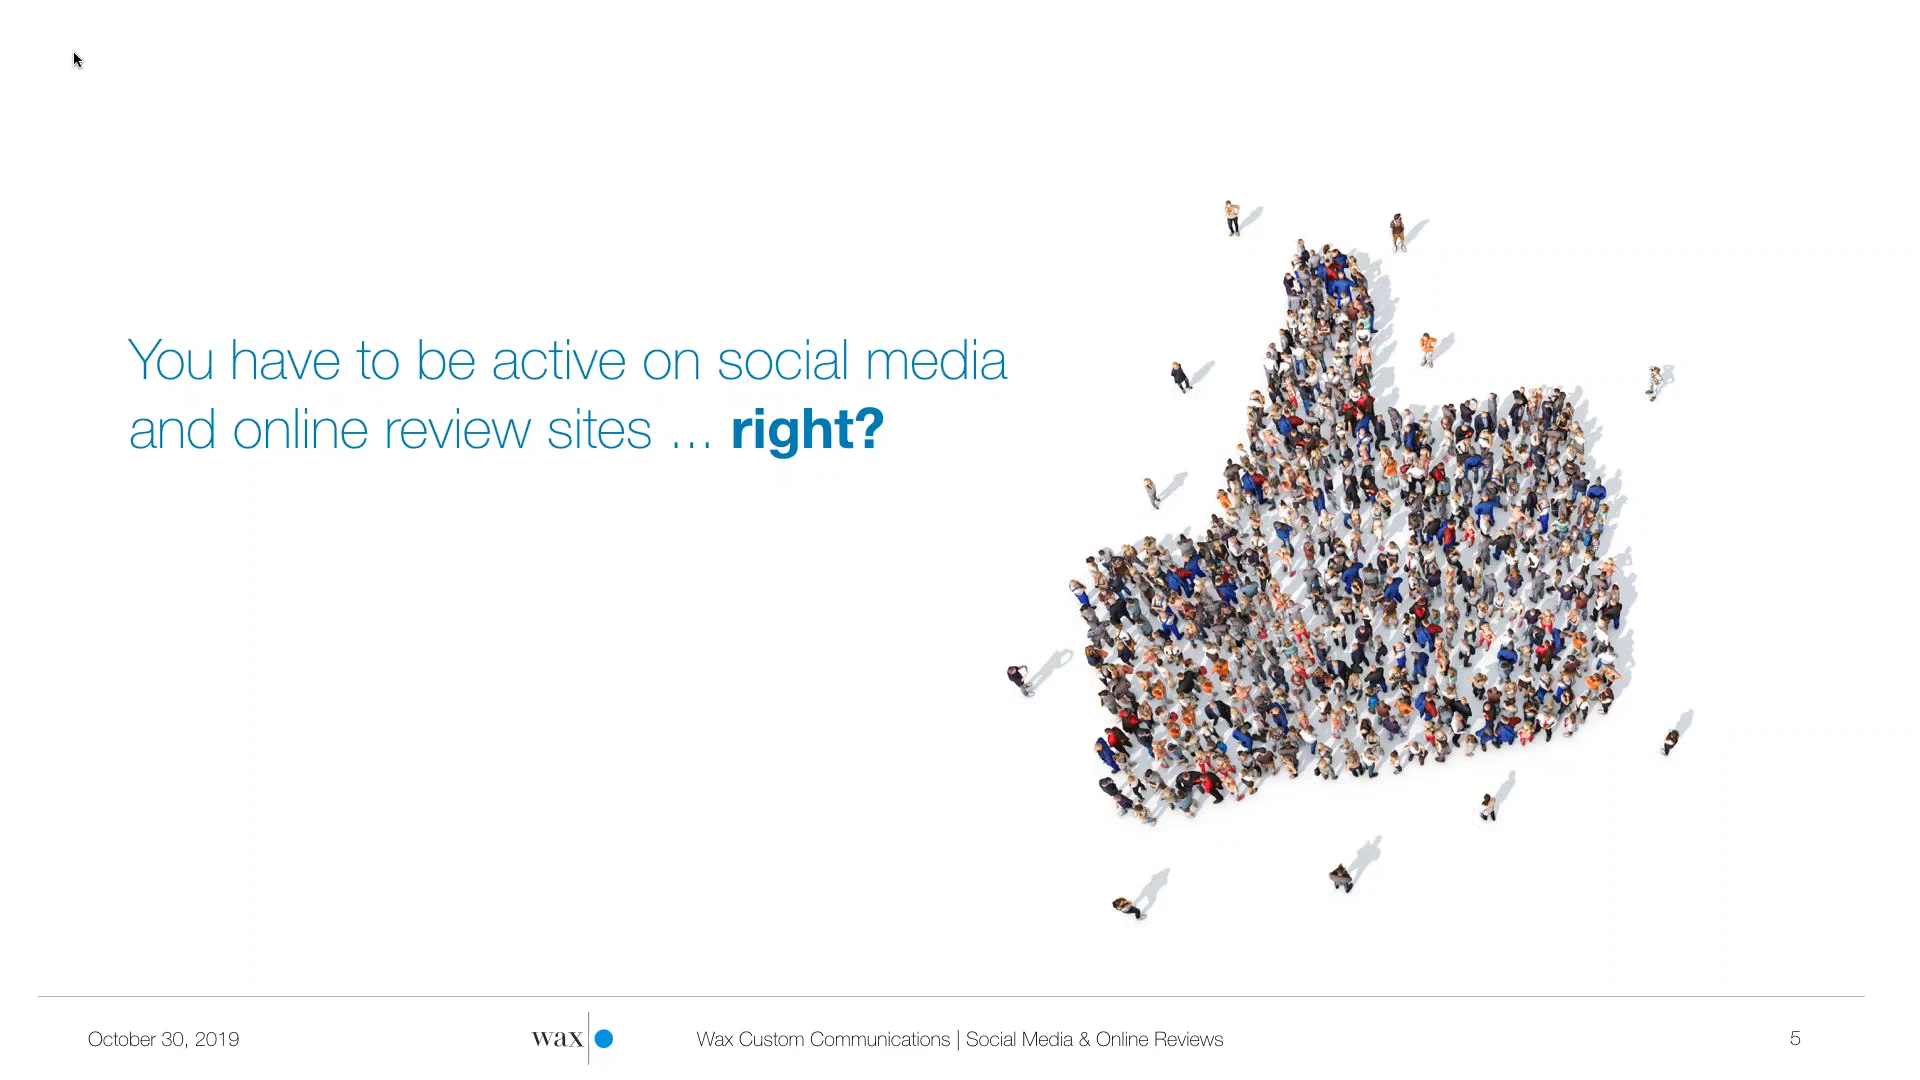 You have to be active on social media
and online review sites ... right?
October 30, 2019
wax
Wax Custom Communications | Social Media & Online Reviews
5